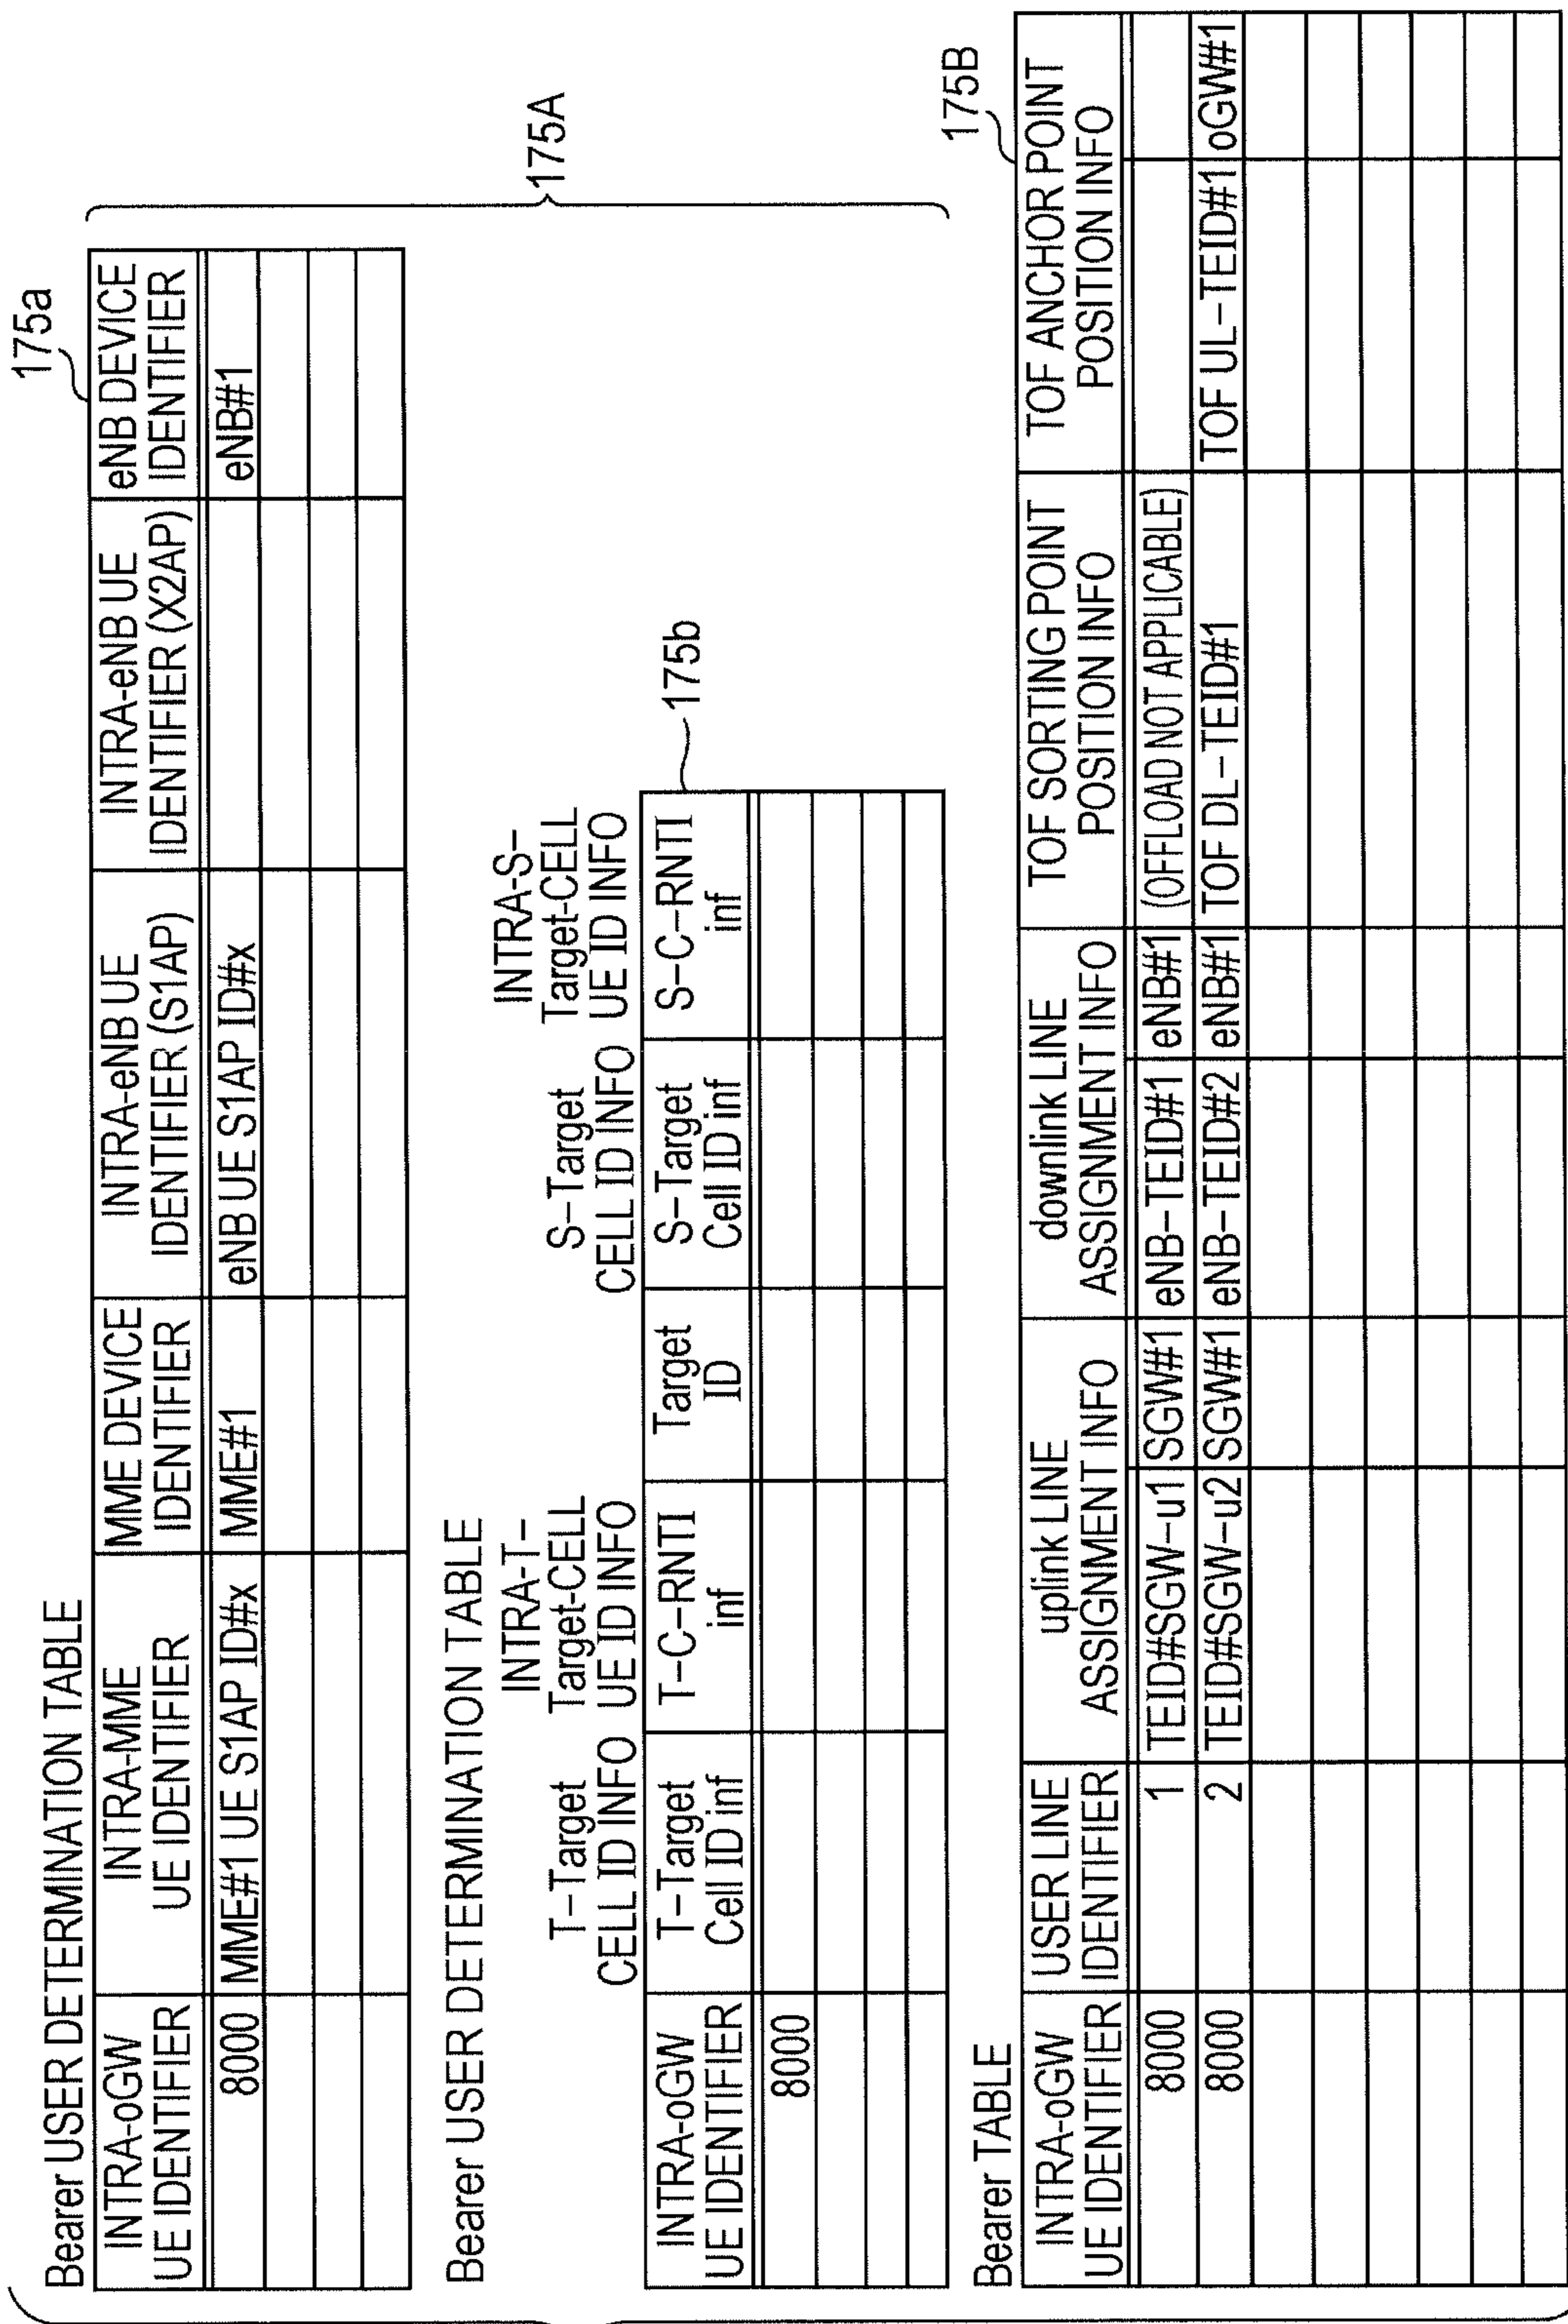 Bearer USER DETERMINATION TABLE
175a
INTRA-oGW
UE IDENTIFIER
INTRA-MME
UE IDENTIFIER
MME DEVICE
IDENTIFIER
INTRA-eNB UE
IDENTIFIER (S1AP)
INTRA-eNB UE
IDENTIFIER (X2AP)
eNB DEVICE
IDENTIFIER
8000 MME#1 UE S1AP ID#x MME#1 eNB UE S1AP ID#x eNB#1
175A
Bearer USER DETERMINATION TABLE
T-Target
CELL ID INFO
INTRA-T-
Target-CELL
UE ID INFO
S-Target
CELL ID INFO
INTRA-S-
Target-CELL
UE ID INFO
175b
INTRA-oGW
UE IDENTIFIER
T-Target
Cell ID inf
T-C-RNTI
inf
Target
ID
S-Target
Cell ID inf
S-C-RNTI
inf
8000
Bearer TABLE
175B
INTRA-oGW
UE IDENTIFIER
USER LINE
IDENTIFIER
uplink LINE
ASSIGNMENT INFO
downlink LINE
ASSIGNMENT INFO
TOF SORTING POINT
POSITION INFO
TOF ANCHOR POINT
POSITION INFO
8000 1 TEID#SGW-u1 SGW#1 eNB-TEID#1 eNB#1 (OFFLOAD NOT APPLICABLE)
8000 2 TEID#SGW-u2 SGW#1 eNB-TEID#2 eNB#1 TOF DL-TEID#1 TOF UL-TEID#1 oGW#1